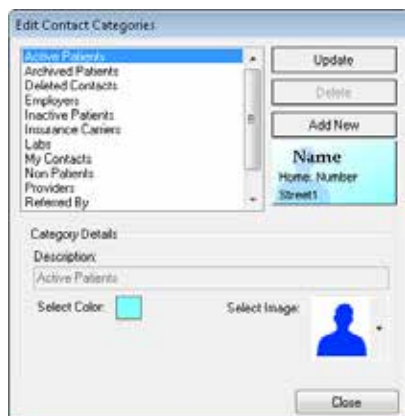 Edit Contact Categories
Active Patients
Archived Patients
Deleted Contacts
Employers
Inactive Patients
Insurance Carriers
Labs
My Contacts
Non Patients
Providers
Referred By
Update
Delete
Add New
Name
Home: Number
Street1
Category Details
Description:
Active Patients
Select Color:
Select Image:
Close